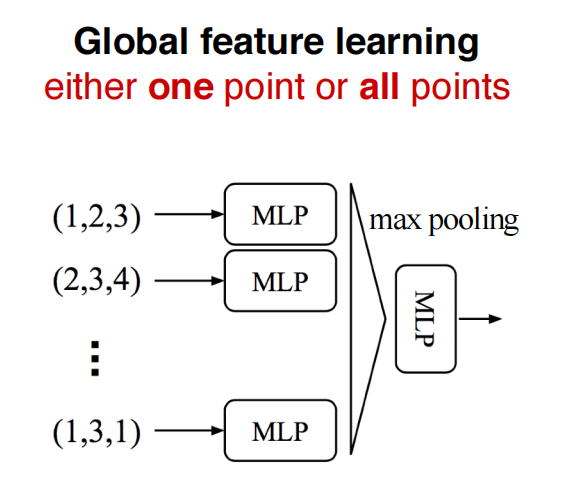 Global feature learning
either one point or all points
(1,2,3)
MLP
max pooling
(2,3,4)
MLP
MLP
(1,3,1)
MLP